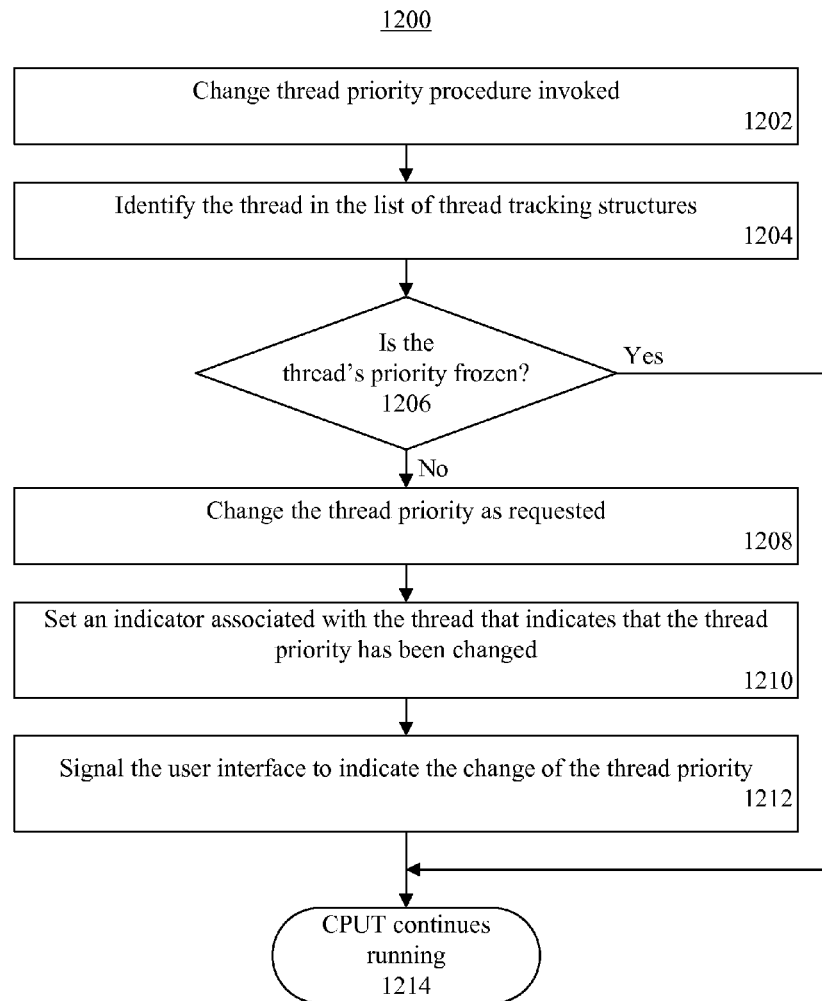 1200
Change thread priority procedure invoked
1202
Identify the thread in the list of thread tracking structures
1204
Is the
thread’s priority frozen?
1206
Yes
No
Change the thread priority as requested
1208
Set an indicator associated with the thread that indicates that the thread
priority has been changed
1210
Signal the user interface to indicate the change of the thread priority
1212
CPUT continues
running
1214